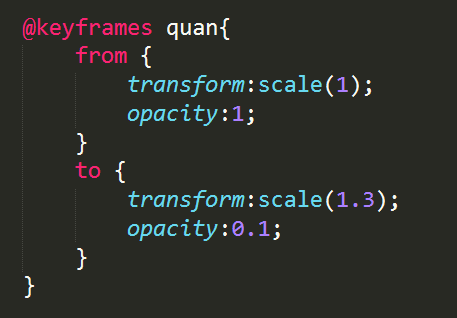 @keyframes quan{
    from {
        transform:scale(1);
        opacity:1;
    }
    to {
        transform:scale(1.3);
        opacity:0.1;
    }
}